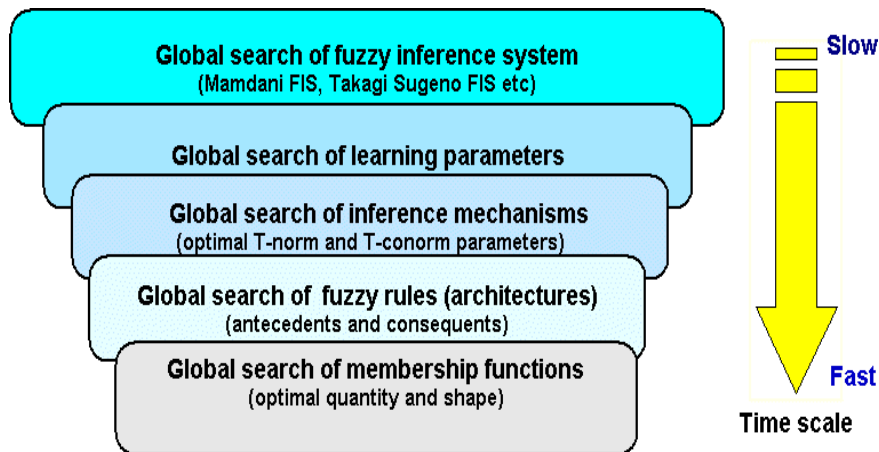 Global search of fuzzy inference system
(Mamdani FIS, Takagi Sugeno FIS etc)
Global search of learning parameters
Global search of inference mechanisms
(optimal T-norm and T-conorm parameters)
Global search of fuzzy rules (architectures)
(antecedents and consequents)
Global search of membership functions
(optimal quantity and shape)
Slow
Fast
Time scale